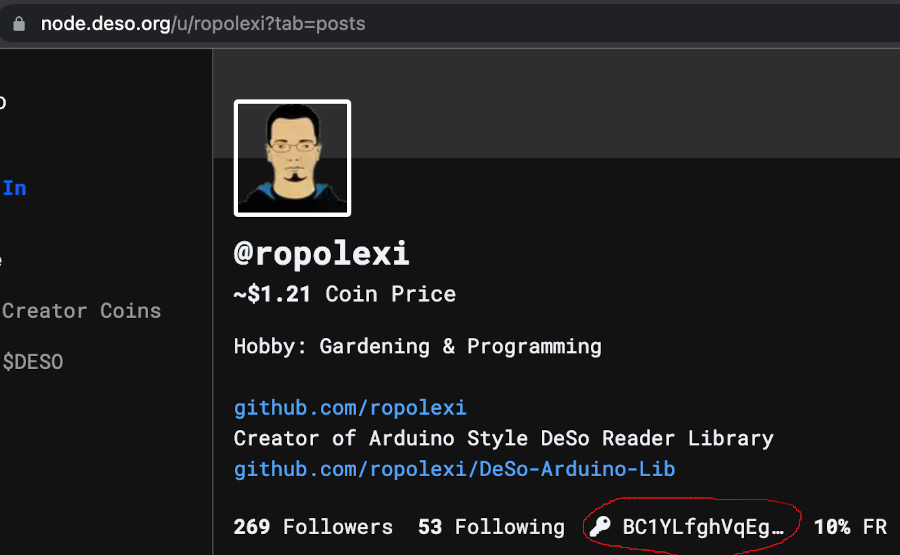 node.deso.org/u/ropolexi?tab=posts
In
@ropolexi
~$1.21 Coin Price
Hobby: Gardening & Programming
Creator Coins
$DESO
github.com/ropolexi
Creator of Arduino Style DeSo Reader Library
github.com/ropolexi/DeSo-Arduino-Lib
269 Followers 53 Following BC1YLfghVqEg… 10% FR